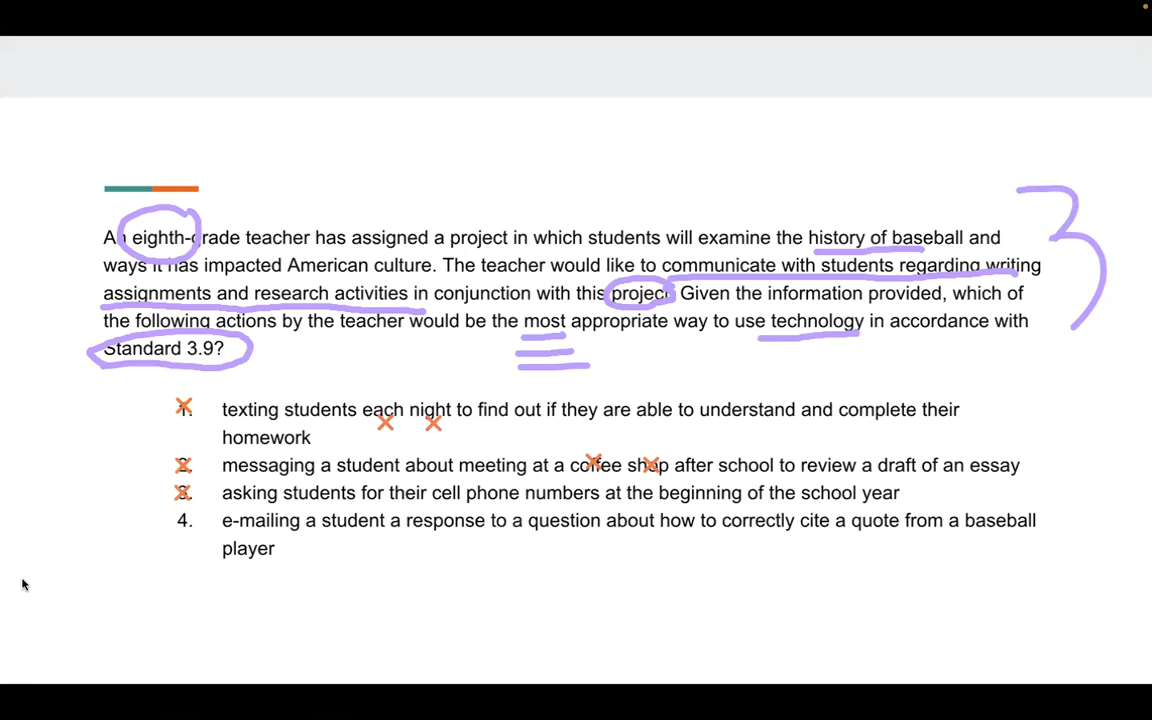 An eighth-grade teacher has assigned a project in which students will examine the history of baseball and
ways it has impacted American culture. The teacher would like to communicate with students regarding writing
assignments and research activities in conjunction with this project. Given the information provided, which of
the following actions by the teacher would be the most appropriate way to use technology in accordance with
Standard 3.9?
3
1. texting students each night to find out if they are able to understand and complete their
homework
2. messaging a student about meeting at a coffee shop after school to review a draft of an essay
3. asking students for their cell phone numbers at the beginning of the school year
4. e-mailing a student a response to a question about how to correctly cite a quote from a baseball
player